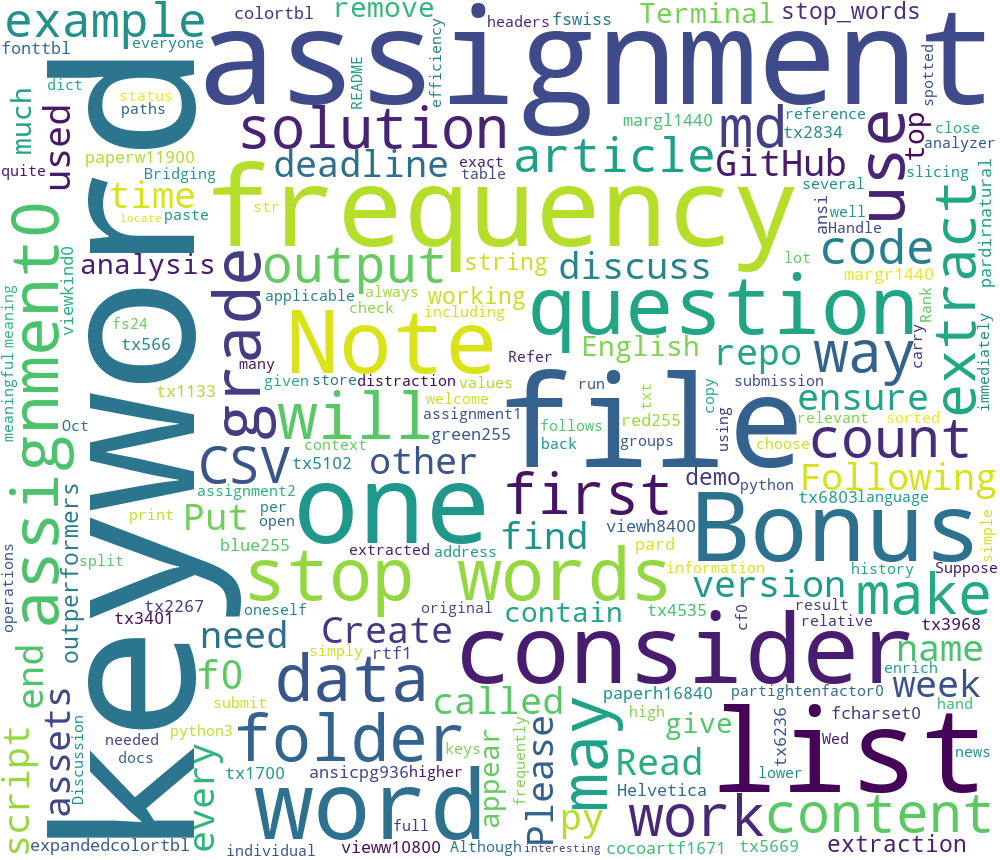 example
colortbl
remove
headers
fswiss
Terminal
stop_words
fonttbl
everyone
assignment
keyword
dict
status
paths
README
efficiency
spotted
much
used
solution
margl1440
md
reference
tx2834
use
top
close
analyzer
paperw11900
Bridging
quite
deadline
exact
table
article
GitHub
slicing
time
paste
locate
str
frequency
several
ansi
well
Handle
code
extract
pardirnatural
assignment0
viewkind0
analysis
grade
output
string
discuss
margr1440
lot
applicable
always
check
working
including
question
Rank
carry
immediately
meaningful
meaning
fs24
tx566
Note
Refer
English
repo
way
many
given
store
distraction
values
file
run
submission
tx1133
will
welcome
assignment1
green255
context
follows
back
txt
red255
groups
copy
using
ensure
relevant
sorted
choose
count
Oct
CSV
tx5102
other
demo
python
Following
assignment2
one
first
tx6803
language
print
Put
per
open
find
viewh8400
Bonus
simple
split
blue255
extracted
address
pard
stop words
information
history
Suppose
operations
outperformers
tx2267
tx3401
oneself
original
contain
tx4535
version
cf0
result
relative
make
tx3968
end
need
Create
simply
rtf1
consider
name
enrich
f0
data
called
paperh16840
partightenfactor0
week
hand
script
assets
Discussion
needed
docs
submit
python3
folder
keys
high
give
may
tx6236
fcharset0
Wed
news
list
every
tx1700
ansicpg936
higher
appear
frequently
Please
Read
Helvetica
lower
word
py
work
content
expandedcolortbl
individual
full
vieww10800
Although
interesting
cocoartf1671
tx5669
extraction